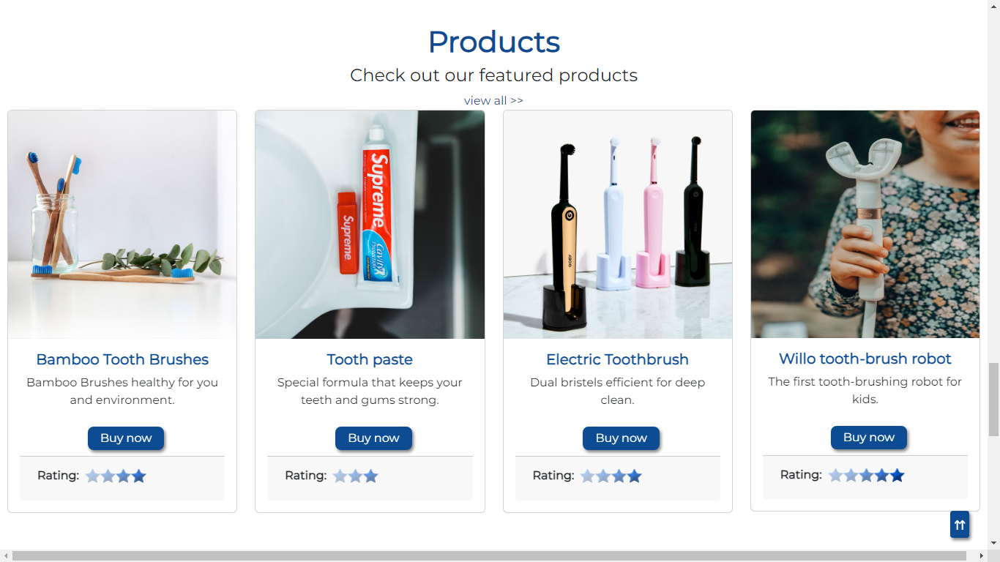 Products
Check out our featured products
view all >>
Supreme
Supreme
Cavity
Protection
Bamboo Tooth Brushes
Bamboo Brushes healthy for you
and environment.
Buy now
Rating:
Tooth paste
Special formula that keeps your
teeth and gums strong.
Buy now
Rating:
Electric Toothbrush
Dual bristels efficient for deep
clean.
Buy now
Rating:
Willo tooth-brush robot
The first tooth-brushing robot for
kids.
Buy now
Rating: